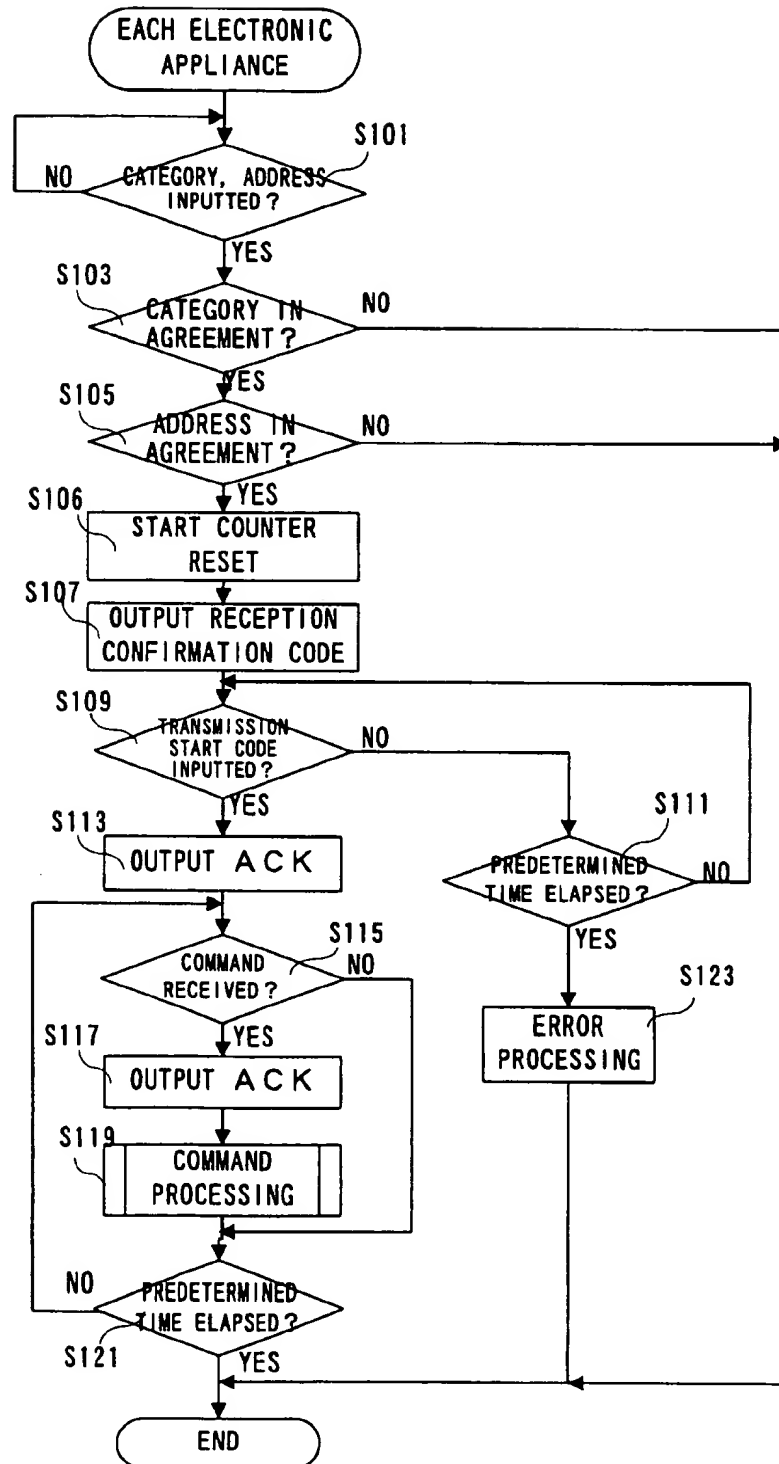 EACH ELECTRONIC
APPLIANCE
S101
NO
CATEGORY, ADDRESS
INPUTTED?
YES
S103
CATEGORY IN
AGREEMENT?
NO
YES
S105
ADDRESS IN
AGREEMENT?
NO
YES
S106
START COUNTER
RESET
S107
OUTPUT RECEPTION
CONFIRMATION CODE
S109
TRANSMISSION
START CODE
INPUTTED?
NO
YES
S111
PREDETERMINED
TIME ELAPSED?
NO
YES
S113
OUTPUT ACK
S115
COMMAND
RECEIVED?
NO
YES
S123
ERROR
PROCESSING
S117
OUTPUT ACK
S119
COMMAND
PROCESSING
NO
PREDETERMINED
TIME ELAPSED?
S121
YES
END